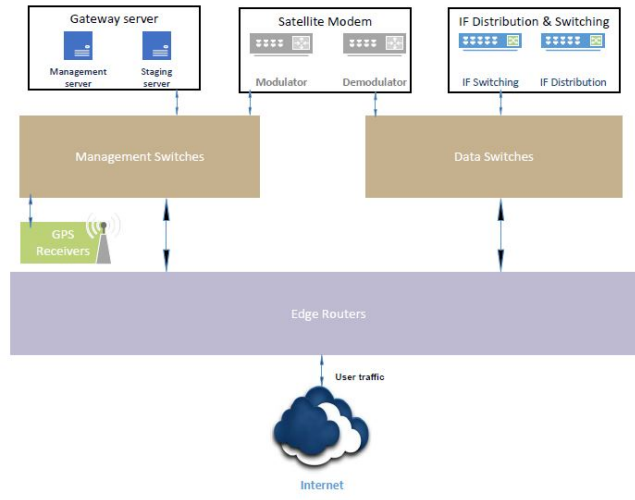 Gateway server
Satellite Modem
IF Distribution & Switching
Management
server
Staging
server
Modulator
Demodulator
IF Switching
IF Distribution
Management Switches
Data Switches
GPS
Receivers
Edge Routers
User traffic
Internet